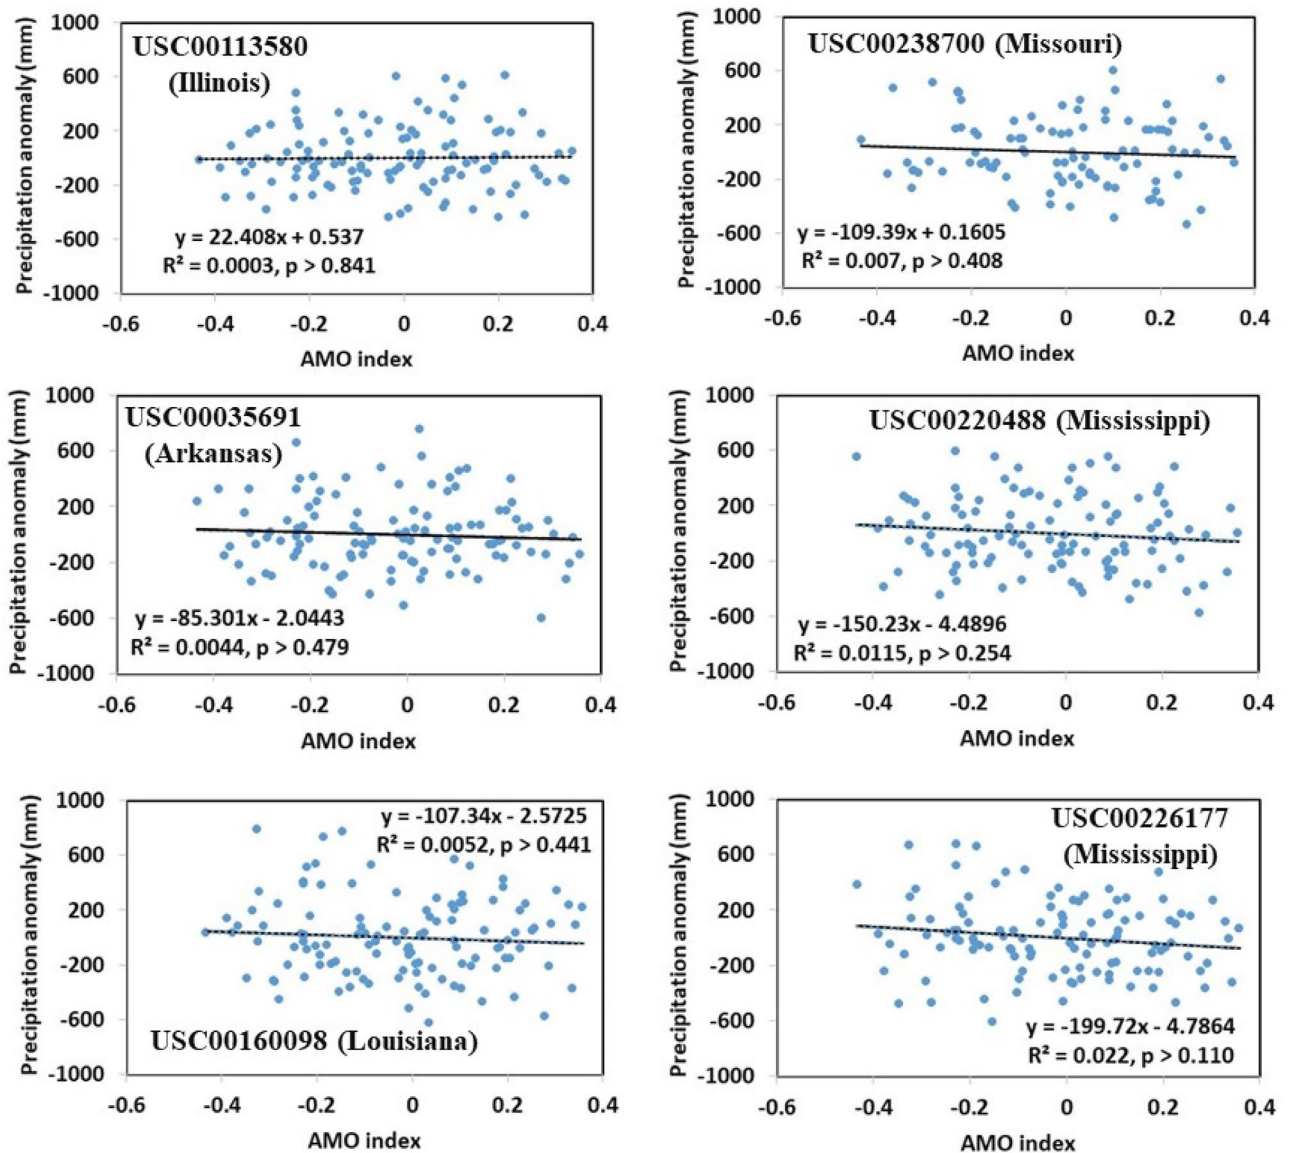 Precipitation anomaly (mm)
1000
600
200
-200
-600
-1000
USC00113580
(Illinois)
y = 22.408x + 0.537
R² = 0.0003, p > 0.841
-0.6 -0.4 -0.2 0 0.2 0.4
AMO index
Precipitation anomaly (mm)
1000
600
200
-200
-600
-1000
USC00238700 (Missouri)
y = -109.39x + 0.1605
R² = 0.007, p > 0.408
-0.6 -0.4 -0.2 0 0.2 0.4
AMO index
Precipitation anomaly (mm)
1000
600
200
-200
-600
-1000
USC00035691
(Arkansas)
y = -85.301x - 2.0443
R² = 0.0044, p > 0.479
-0.6 -0.4 -0.2 0 0.2 0.4
AMO index
Precipitation anomaly (mm)
1000
600
200
-200
-600
-1000
USC00220488 (Mississippi)
y = -150.23x - 4.4896
R² = 0.0115, p > 0.254
-0.6 -0.4 -0.2 0 0.2 0.4
AMO index
Precipitation anomaly (mm)
1000
600
200
-200
-600
-1000
y = -107.34x - 2.5725
R² = 0.0052, p > 0.441
USC00160098 (Louisiana)
-0.6 -0.4 -0.2 0 0.2 0.4
AMO index
Precipitation anomaly (mm)
1000
600
200
-200
-600
-1000
USC00226177
(Mississippi)
y = -199.72x - 4.7864
R² = 0.022, p > 0.110
-0.6 -0.4 -0.2 0 0.2 0.4
AMO index